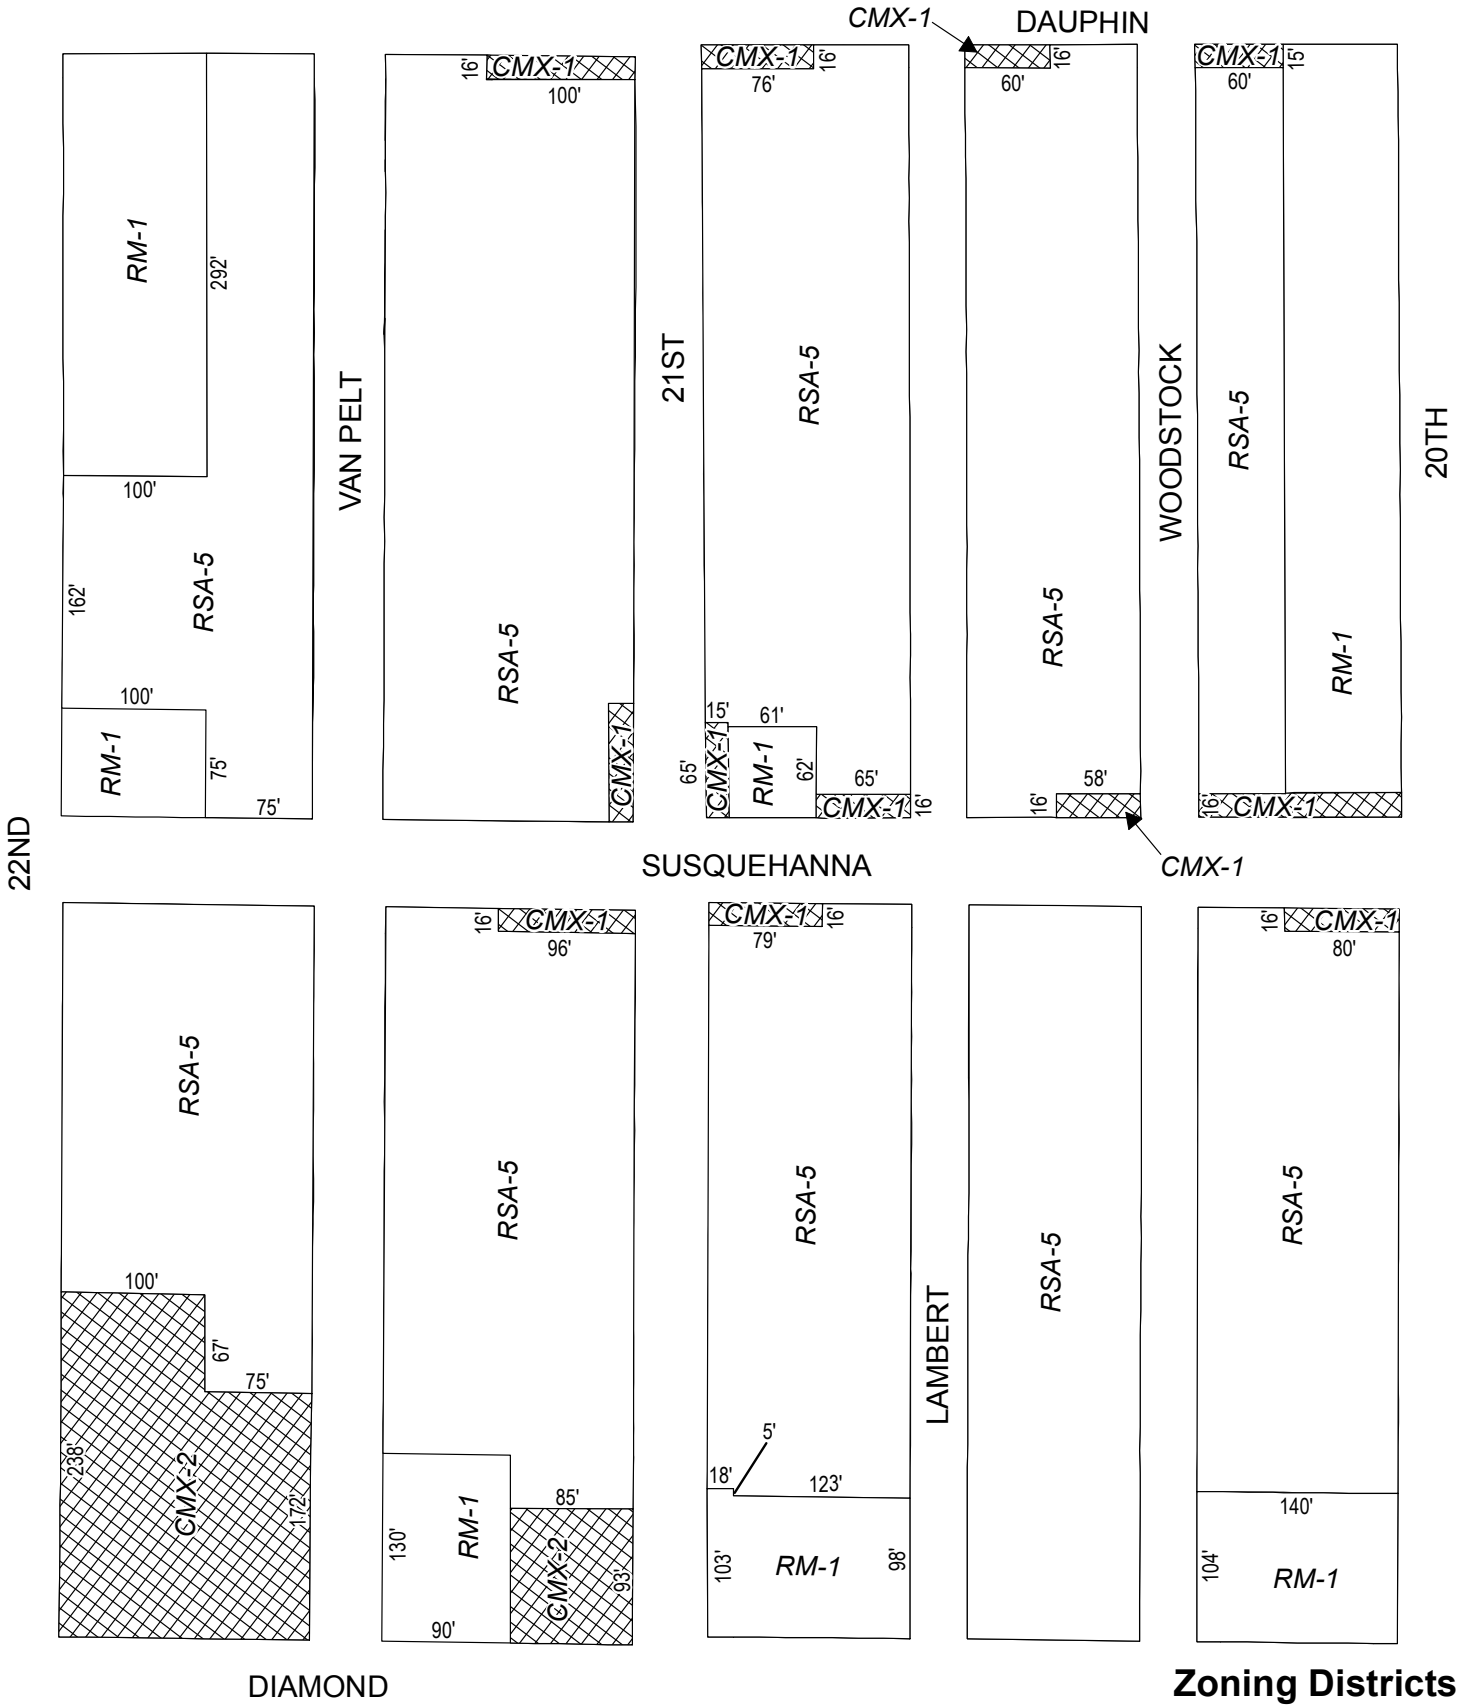 CMX-1
DAUPHIN
16'
CMX-1
100'
CMX-1
16'
76'
16'
60'
CMX-1
15'
60'
RM-1
292'
100'
VAN PELT
21ST
RSA-5
WOODSTOCK
RSA-5
20TH
162'
RSA-5
100'
RM-1
75'
75'
RSA-5
CMX-1
15'
61'
65'
CMX-1
RM-1
62'
65'
CMX-1
16'
RSA-5
58'
16'
CMX-1
RM-1
16'
CMX-1
22ND
SUSQUEHANNA
16'
CMX-1
96'
CMX-1
16'
79'
16'
CMX-1
80'
RSA-5
RSA-5
RSA-5
RSA-5
RSA-5
100'
67'
75'
238'
CMX-2
172'
130'
RM-1
90'
85'
CMX-2
93'
5'
18'
123'
103'
RM-1
98'
LAMBERT
140'
104'
RM-1
DIAMOND
Zoning Districts